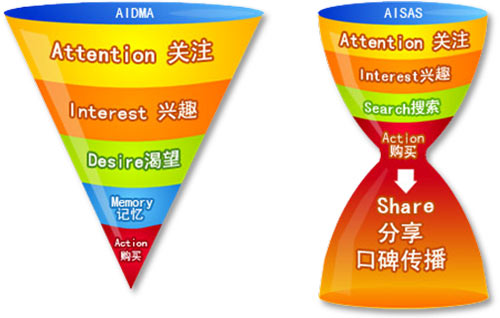 AIDMA
Attention 关注
Interest 兴趣
Desire渴望
Memory
记忆
Action
购买
AISAS
Attention 关注
Interest兴趣
Search搜索
Action
购买
Share
分享
口碑传播